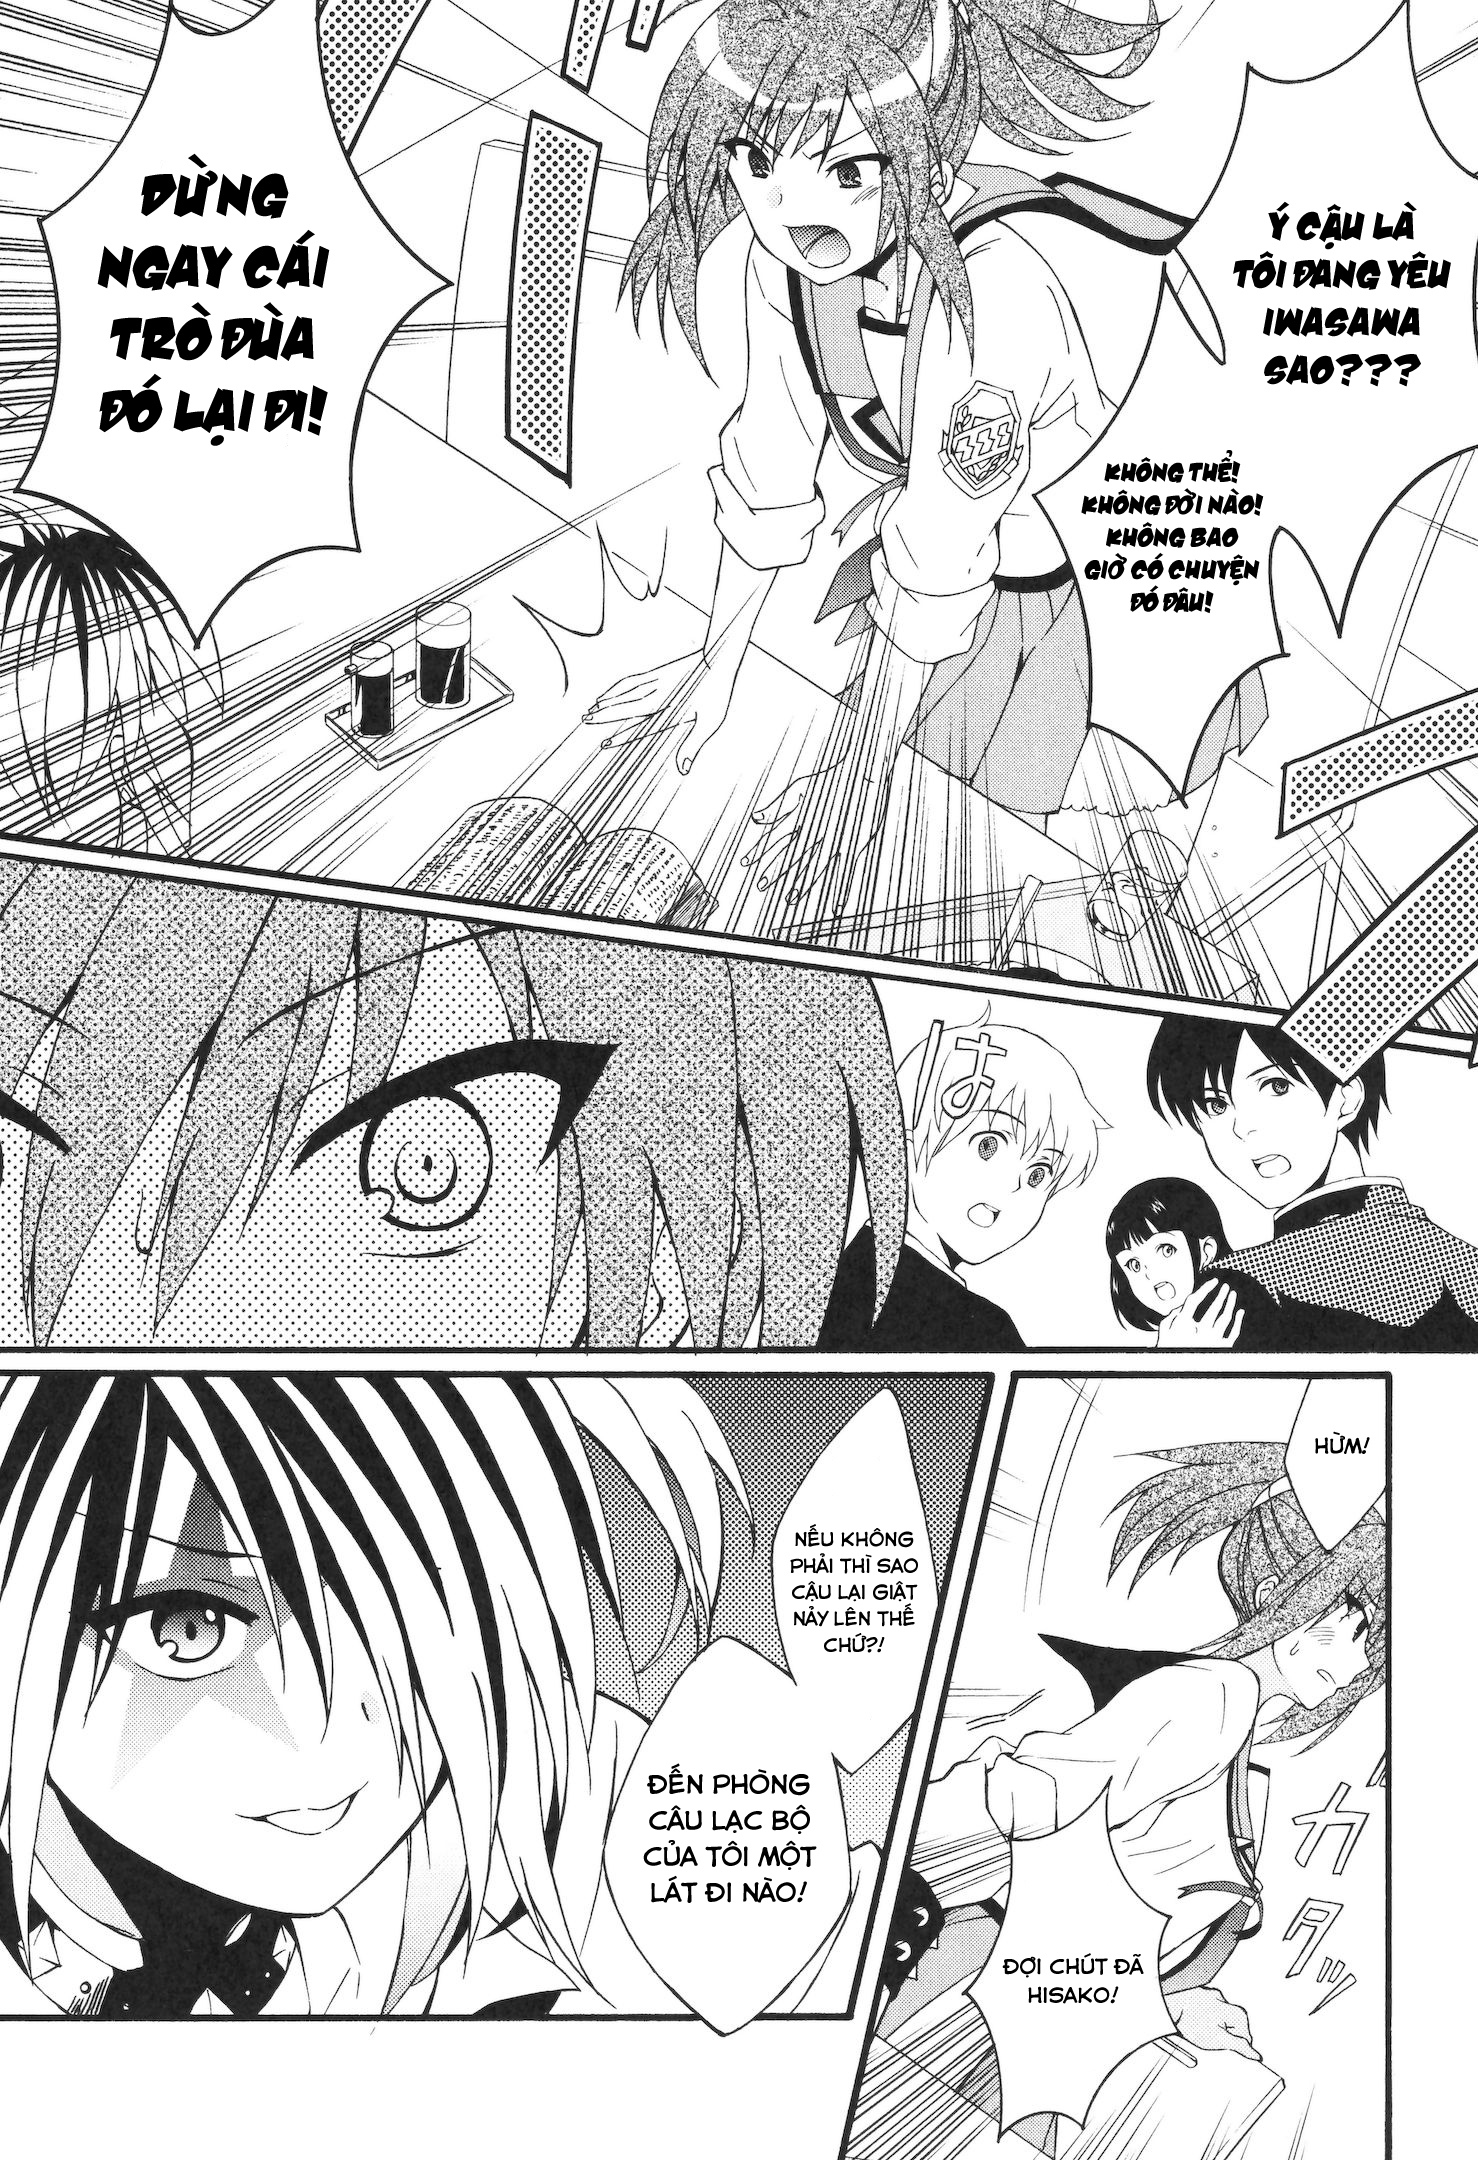 Ý CẬU LÀ
TÔI ĐANG YÊU
IWASAWA
SAO???
KHÔNG THỂ!
KHÔNG ĐỜI NÀO!
KHÔNG BAO
GIỜ CÓ CHUYỆN
ĐÓ ĐÂU!
DỪNG
NGAY CÁI
TRÒ ĐÙA
ĐÓ LẠI ĐI!
は
HỪM!
ĐỢI CHÚT ĐÃ
HISAKO!
ガタッ
NẾU KHÔNG
PHẢI THÌ SAO
CẬU LẠI GIẬT
NẢY LÊN THẾ
CHỨ?!
ĐẾN PHÒNG
CÂU LẠC BỘ
CỦA TÔI MỘT
LÁT ĐI NÀO!